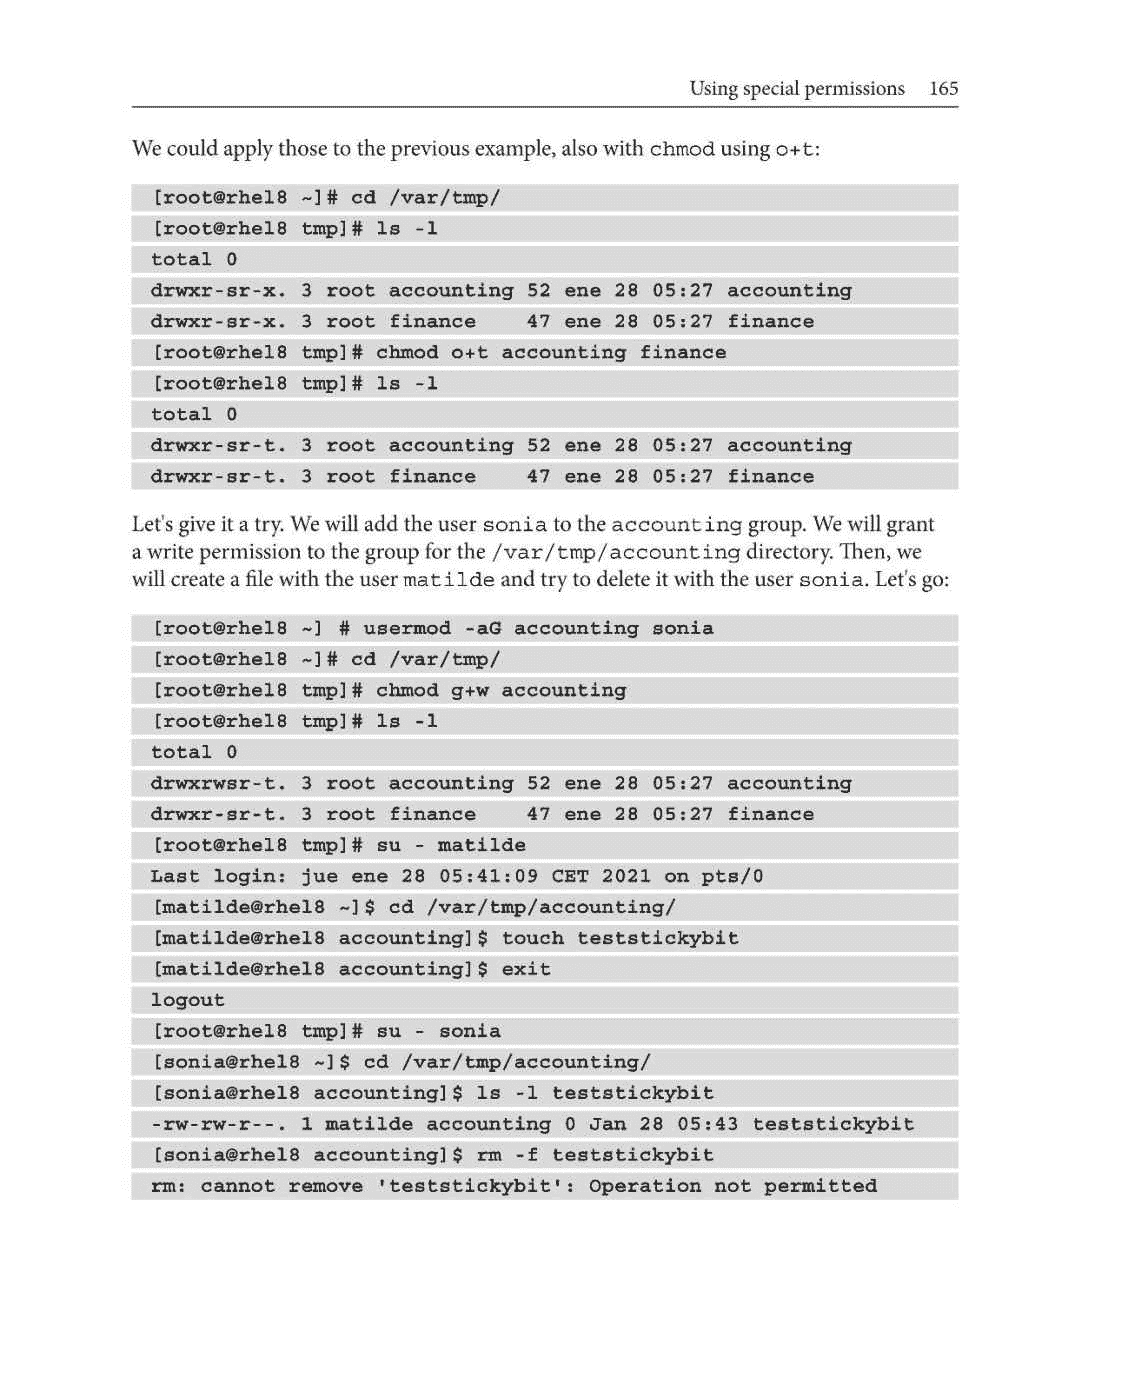 Using special permissions 165
We could apply those to the previous example, also with chmod using o+t:
[root@rhel8 ~]# cd /var/tmp/
[root@rhel8 tmp]# ls -l
total 0
drwxr-sr-x. 3 root accounting 52 ene 28 05:27 accounting
drwxr-sr-x. 3 root finance    47 ene 28 05:27 finance
[root@rhel8 tmp]# chmod o+t accounting finance
[root@rhel8 tmp]# ls -l
total 0
drwxr-sr-t. 3 root accounting 52 ene 28 05:27 accounting
drwxr-sr-t. 3 root finance    47 ene 28 05:27 finance
Let's give it a try. We will add the user sonia to the accounting group. We will grant
a write permission to the group for the /var/tmp/accounting directory. Then, we
will create a file with the user matilde and try to delete it with the user sonia. Let's go:
[root@rhel8 ~] # usermod -aG accounting sonia
[root@rhel8 ~]# cd /var/tmp/
[root@rhel8 tmp]# chmod g+w accounting
[root@rhel8 tmp]# ls -l
total 0
drwxrwsr-t. 3 root accounting 52 ene 28 05:27 accounting
drwxr-sr-t. 3 root finance    47 ene 28 05:27 finance
[root@rhel8 tmp]# su - matilde
Last login: jue ene 28 05:41:09 CET 2021 on pts/0
[matilde@rhel8 ~]$ cd /var/tmp/accounting/
[matilde@rhel8 accounting]$ touch teststickybit
[matilde@rhel8 accounting]$ exit
logout
[root@rhel8 tmp]# su - sonia
[sonia@rhel8 ~]$ cd /var/tmp/accounting/
[sonia@rhel8 accounting]$ ls -l teststickybit
-rw-rw-r--. 1 matilde accounting 0 Jan 28 05:43 teststickybit
[sonia@rhel8 accounting]$ rm -f teststickybit
rm: cannot remove 'teststickybit': Operation not permitted